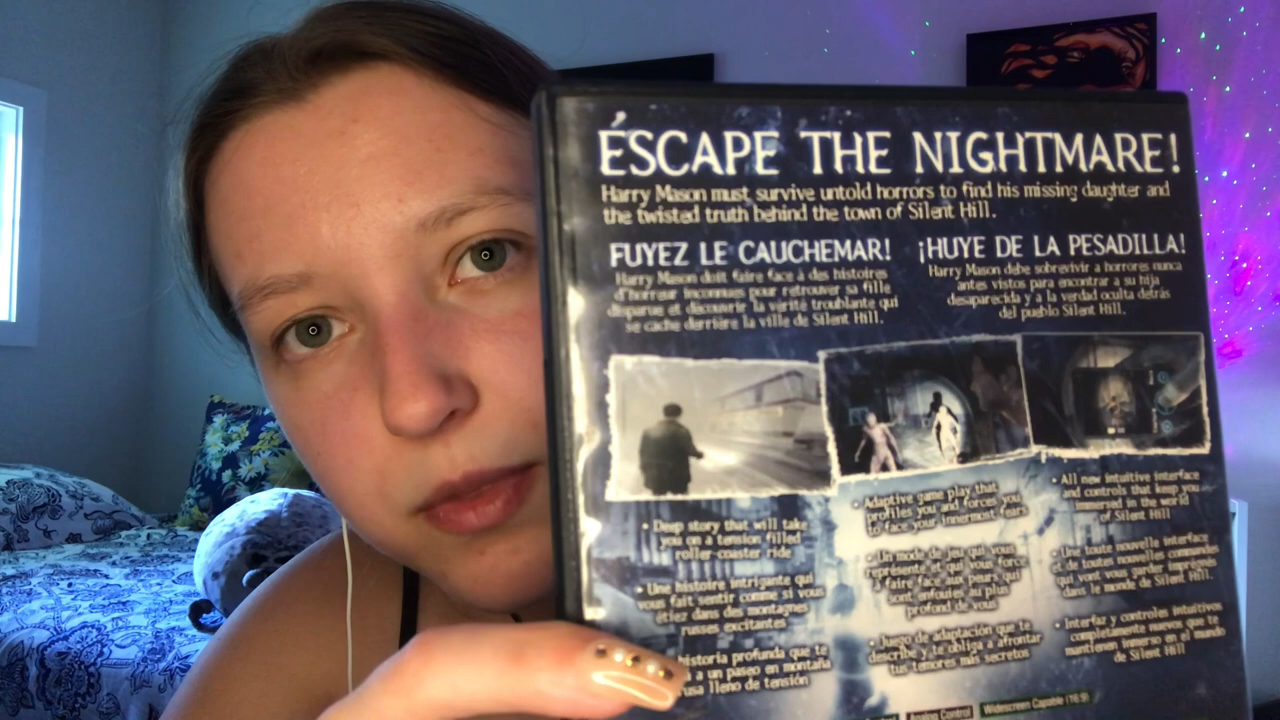 ÉSCAPE THE NIGHTMARE!
Harry Mason must survive untold horrors to find his missing daughter and
the twisted truth behind the town of Silent Hill.
FUYEZ LE CAUCHEMAR!
Harry Mason doit faire face à des histoires
d'horreur inconnues pour retrouver sa fille
disparue et découvrir la vérité troublante qui
se cache derrière la ville de Silent Hill.
¡HUYE DE LA PESADILLA!
Harry Mason debe sobrevivir a horrores nunca
antes vistos para encontrar a su hija
desaparecida y a la verdad oculta detrás
del pueblo Silent Hill.
• Deep story that will take
you on a tension filled
roller-coaster ride
• Une histoire intrigante qui
vous fait sentir comme si vous
étiez dans des montagnes
russes excitantes
historia profunda que te
a un paseo en montaña
rusa lleno de tensión
• Adaptive game play that
profiles you and forces you
to face your innermost fears
• Un mode de jeu qui vous
représente et qui vous force
à faire face aux peurs qui
sont enfouies au plus
profond de vous
• Juego de adaptación que te
describe y te obliga a afrontar
tus temores más secretos
• All new intuitive interface
and controls that keep you
immersed in the world
of Silent Hill
• Une toute nouvelle interface
et de toutes nouvelles commandes
qui vont vous garder imprégnés
dans le monde de Silent Hill.
• Interfaz y controles intuitivos
completamente nuevos que te
mantienen inmerso en el mundo
de Silent Hill
Analog Control Widescreen Capable (16:9)